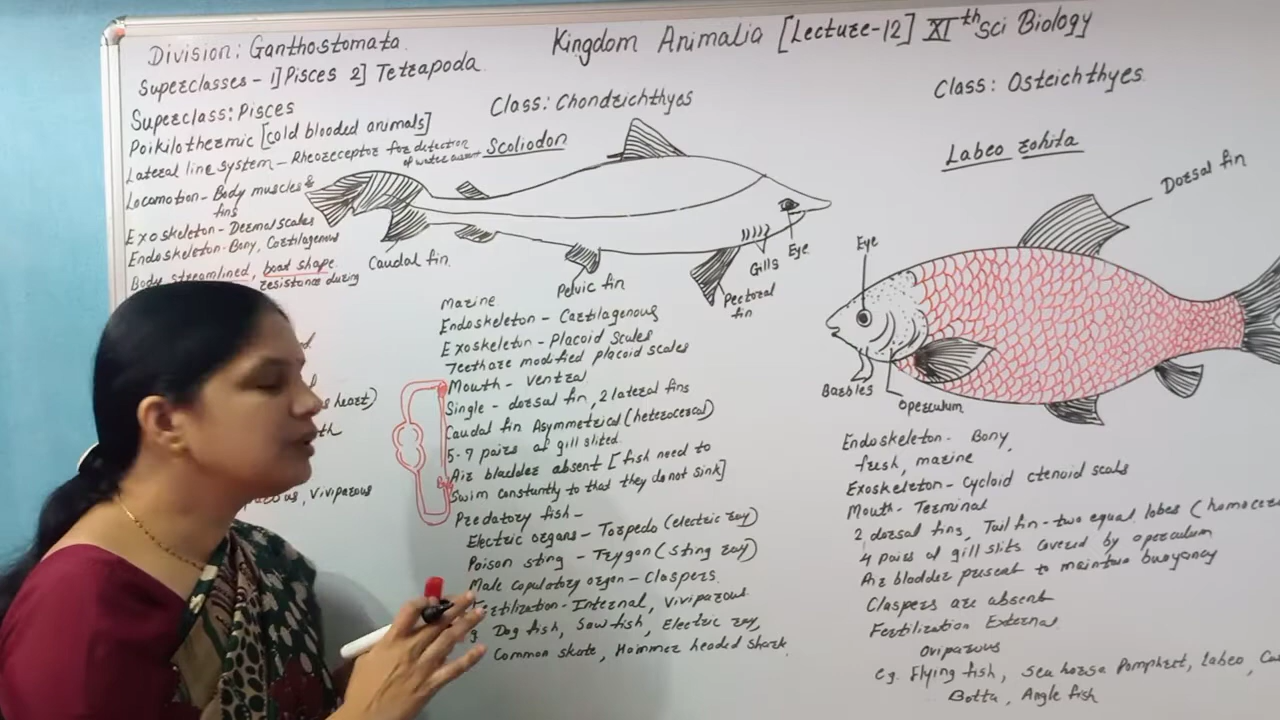 Kingdom Animalia [Lecture-12] XIth Sci Biology
Division: Ganthostomata
Superclasses - 1] Pisces 2] Tetrapoda
Superclass: Pisces
Poikilothermic [cold blooded animals]
Lateral line system - Rheoreceptor for detection
of water current
Locomotion - Body muscles &
fins
Exoskeleton - Dermal scales
Endoskeleton - Bony, Cartilagenous
Body streamlined, boat shape
resistance during
heart)
Viviparous
Class: Chondrichthyes
Scoliodon
Caudal fin
Pelvic fin
Pectoral
fin
Gills
Eye
Marine
Endoskeleton - Cartilagenous
Exoskeleton - Placoid Scales
Teeth are modified placoid scales
Mouth - ventral
Single - dorsal fin, 2 lateral fins
Caudal fin Asymmetrical (heterocercal)
5-7 pairs of gill slited
Air bladder absent [fish need to
Swim constantly to that they do not sink]
Predatory fish -
Electric organs - Torpedo (electric ray)
Poison sting - Trygon (Sting ray)
Male copulatory organ - Claspers
Fertilization - Internal, Viviparous
Dog fish, Saw fish, Electric ray,
Common skate, Hammer headed shark
Class: Osteichthyes
Labeo rohita
Dorsal fin
Eye
Barbles
Operculum
Endoskeleton - Bony,
fresh, marine
Exoskeleton - Cycloid ctenoid scals
Mouth - Terminal
2 dorsal fins, Tail fin - two equal lobes (homocer
4 pairs of gill slits covered by operculum
Air bladder present to maintain buoyancy
Claspers are absent
Fertilization External
Oviparous
eg. Flying fish, Sea horsa Pomphret, Labeo,
Botta, Angle fish